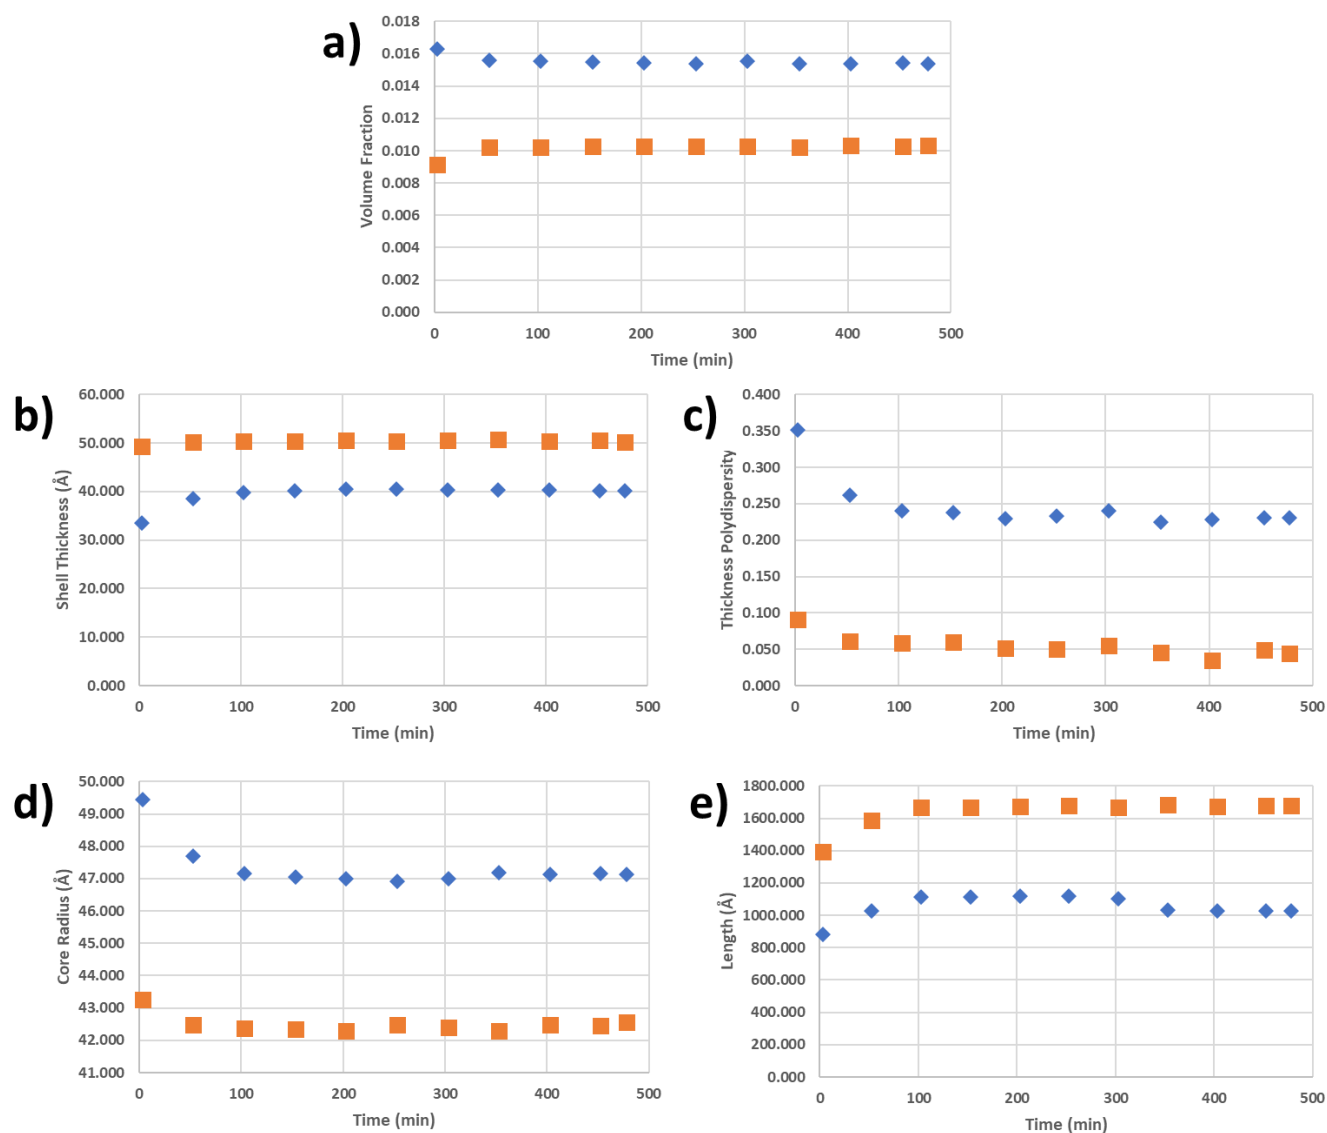 a)
Volume Fraction
0.018
0.016
0.014
0.012
0.010
0.008
0.006
0.004
0.002
0.000
0 100 200 300 400 500
Time (min)
b)
Shell Thickness (Å)
60.000
50.000
40.000
30.000
20.000
10.000
0.000
0 100 200 300 400 500
Time (min)
c)
Thickness Polydispersity
0.400
0.350
0.300
0.250
0.200
0.150
0.100
0.050
0.000
0 100 200 300 400 500
Time (min)
d)
Core Radius (Å)
50.000
49.000
48.000
47.000
46.000
45.000
44.000
43.000
42.000
41.000
0 100 200 300 400 500
Time (min)
e)
Length (Å)
1800.000
1600.000
1400.000
1200.000
1000.000
800.000
600.000
400.000
200.000
0.000
0 100 200 300 400 500
Time (min)